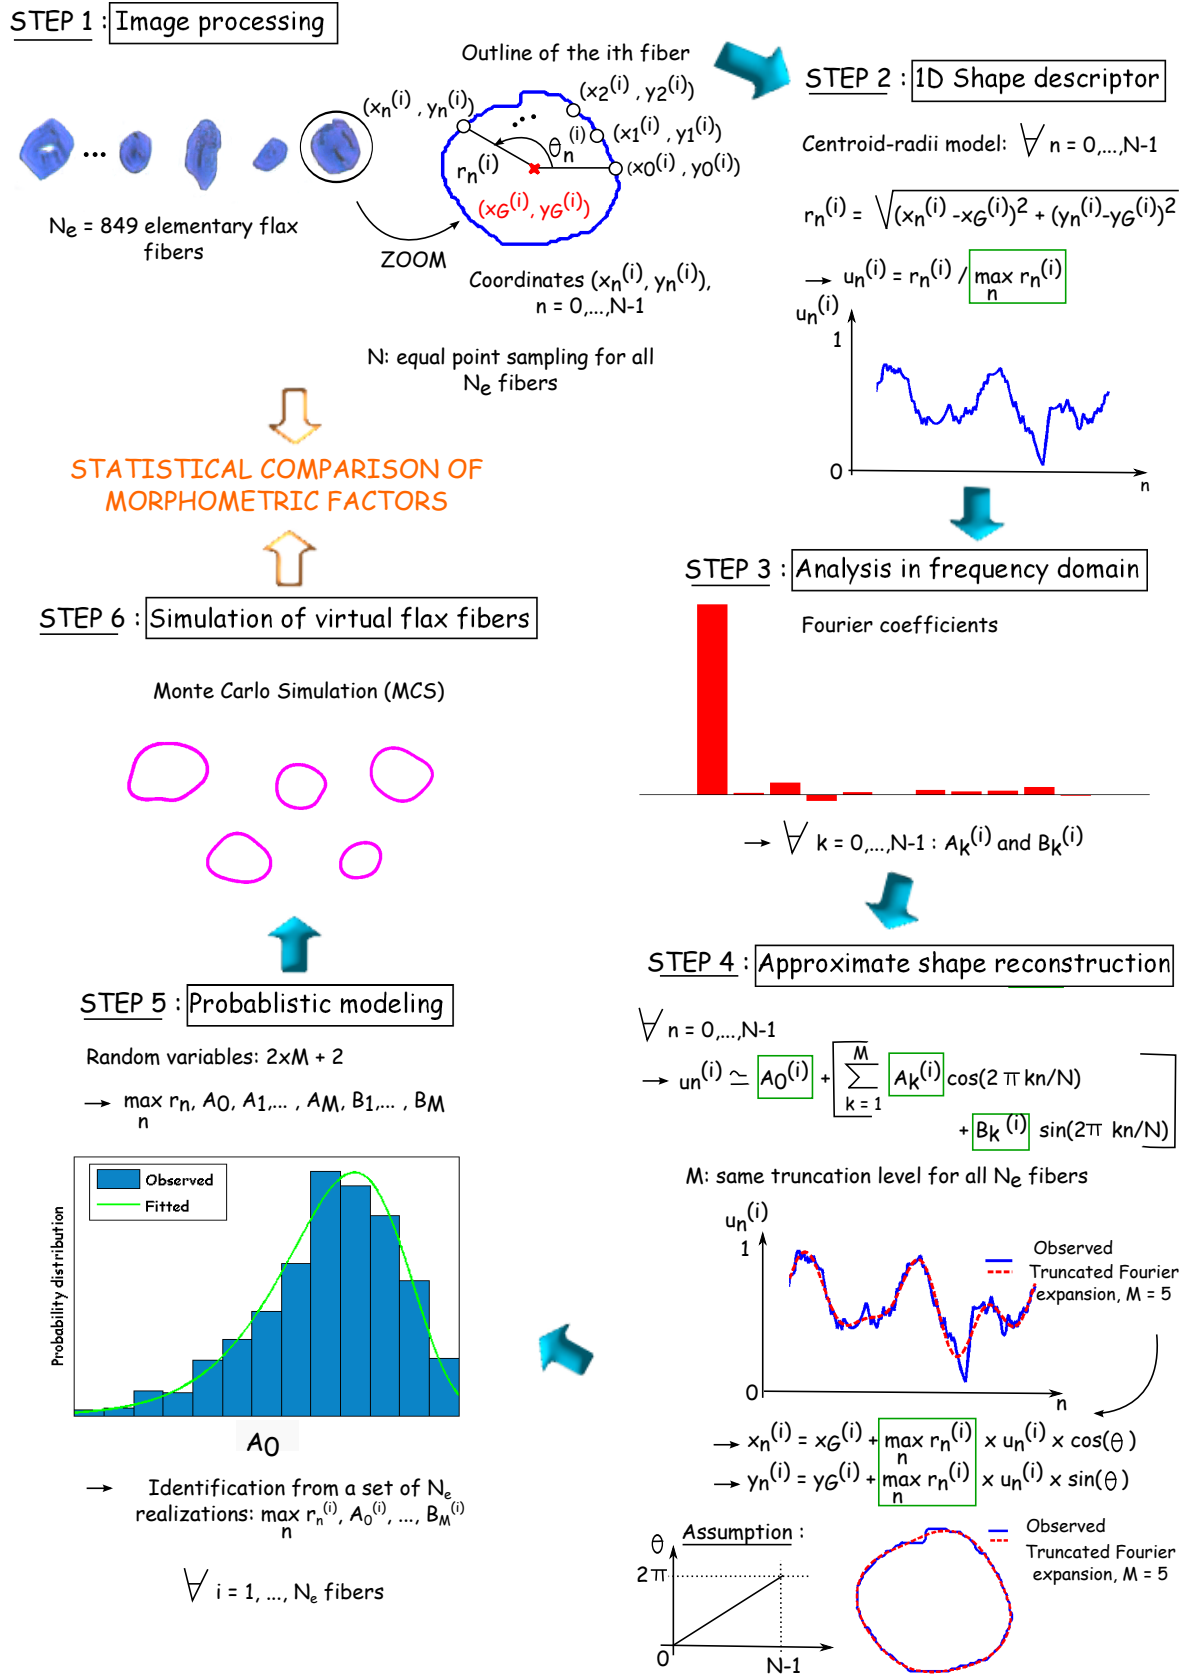 STEP 1 : Image processing
Outline of the ith fiber
(xn(i) , yn(i))
...
(x2(i) , y2(i))
(x1(i) , y1(i))
(x0(i) , y0(i))
θn(i)
rn(i)
(xG(i), yG(i))
...
Ne = 849 elementary flax
fibers
ZOOM
Coordinates (xn(i), yn(i)),
n = 0,...,N-1
N: equal point sampling for all
Ne fibers
STEP 2 : 1D Shape descriptor
Centroid-radii model: ∀ n = 0,...,N-1
rn(i) = √(xn(i) -xG(i))2 + (yn(i)-yG(i))2
→ un(i) = rn(i) / max rn(i)
n
un(i)
1
0
n
STEP 3 : Analysis in frequency domain
Fourier coefficients
→ ∀ k = 0,...,N-1 : Ak(i) and Bk(i)
STEP 4 : Approximate shape reconstruction
∀ n = 0,...,N-1
→ un(i) ≃ A0(i) + [ M ∑ k = 1 Ak(i) cos(2 π kn/N)
+ Bk (i) sin(2π kn/N) ]
M: same truncation level for all Ne fibers
un(i)
1
0
n
Observed
Truncated Fourier
expansion, M = 5
→ xn(i) = xG(i) + max rn(i) x un(i) x cos(θ )
n
→ yn(i) = yG(i) + max rn(i) x un(i) x sin(θ )
n
Assumption :
θ
2 π
0
N-1
Observed
Truncated Fourier
expansion, M = 5
STEP 5 : Probablistic modeling
Random variables: 2xM + 2
→ max rn, A0, A1,... , AM, B1,... , BM
n
Observed
Fitted
Probability distribution
A0
→ Identification from a set of Ne
realizations: max rn(i), A0(i), ..., BM(i)
n
∀ i = 1, ..., Ne fibers
STEP 6 : Simulation of virtual flax fibers
Monte Carlo Simulation (MCS)
STATISTICAL COMPARISON OF
MORPHOMETRIC FACTORS